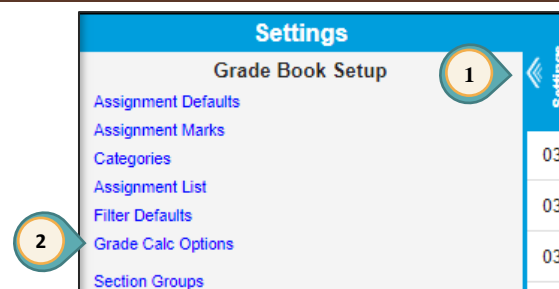 Settings
Grade Book Setup
1
Settings
Assignment Defaults
Assignment Marks
Categories
03
Assignment List
03
Filter Defaults
2
Grade Calc Options
03
Section Groups